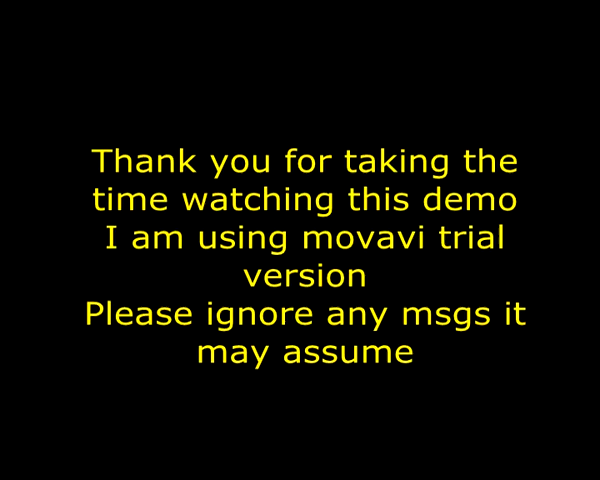 Thank you for taking the
time watching this demo
I am using movavi trial
version
Please ignore any msgs it
may assume